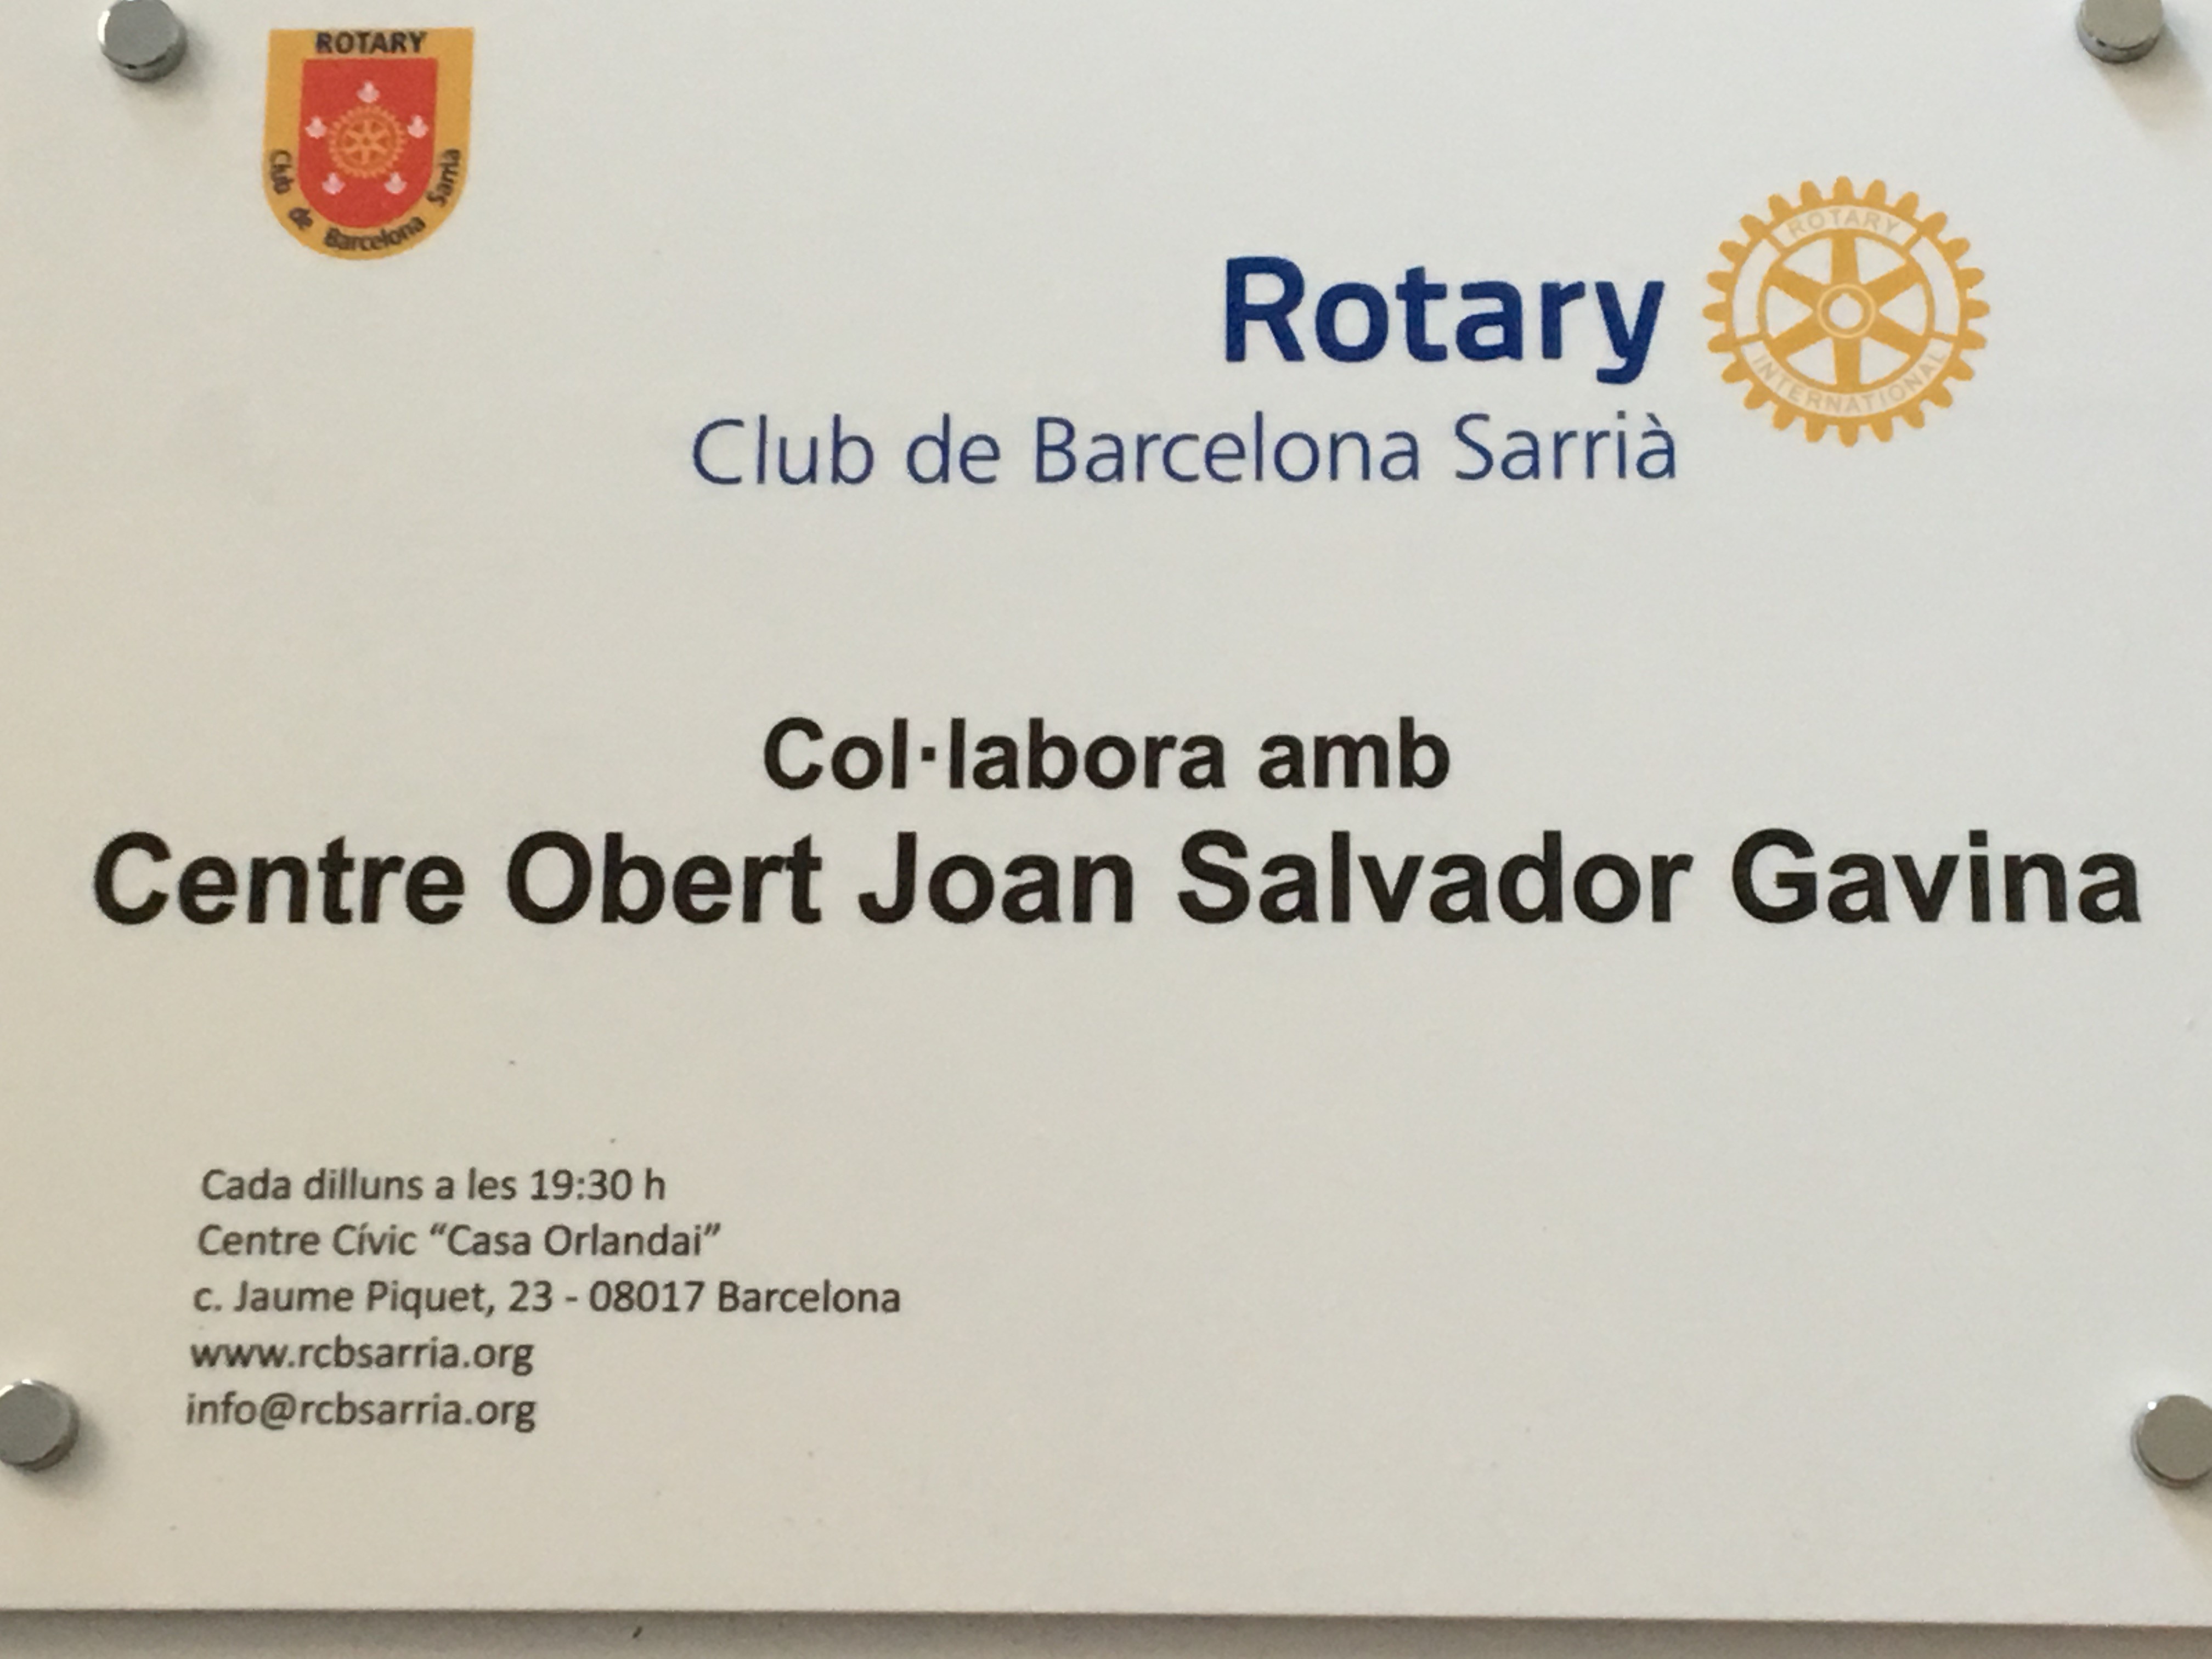 ROTARY
Club de Barcelona Sarrià
Rotary
Club de Barcelona Sarrià
ROTARY
INTERNATIONAL
Col·labora amb
Centre Obert Joan Salvador Gavina
Cada dilluns a les 19:30 h
Centre Cívic “Casa Orlandai”
c. Jaume Piquet, 23 - 08017 Barcelona
www.rcbsarria.org
info@rcbsarria.org